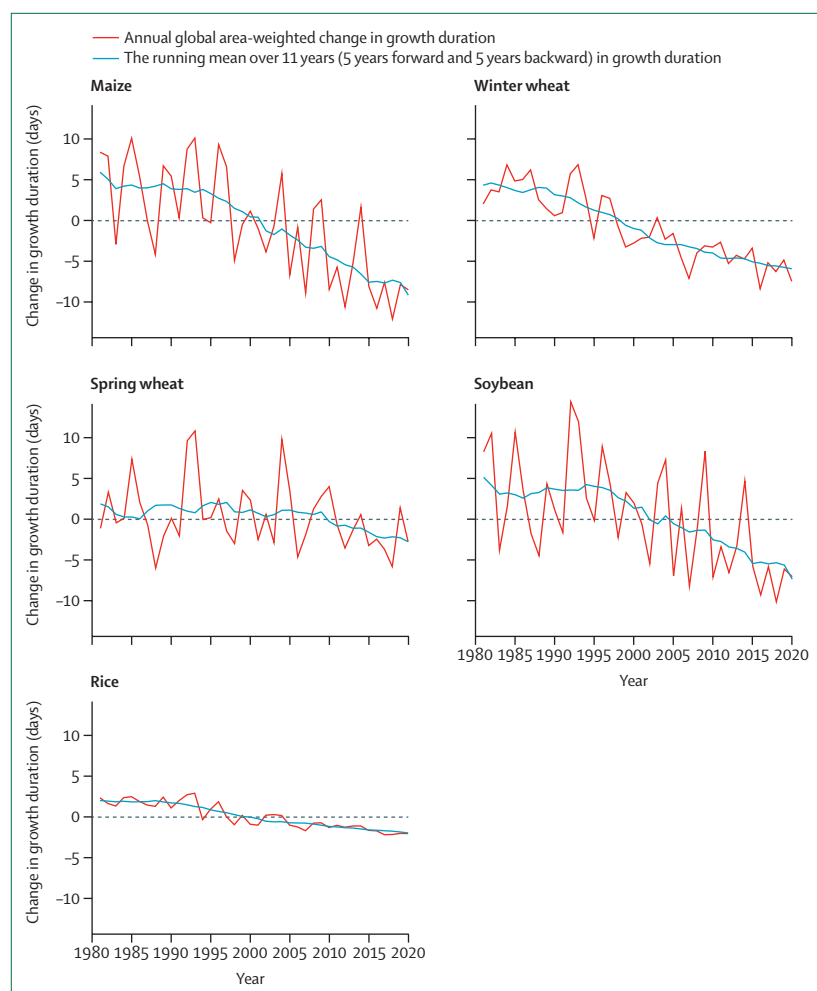 Annual global area-weighted change in growth duration
The running mean over 11 years (5 years forward and 5 years backward) in growth duration
Maize
Winter wheat
Change in growth duration (days)
10
5
0
−5
−10
Spring wheat
Soybean
Change in growth duration (days)
10
5
0
−5
−10
1980 1985 1990 1995 2000 2005 2010 2015 2020
Year
Rice
Change in growth duration (days)
10
5
0
−5
−10
1980 1985 1990 1995 2000 2005 2010 2015 2020
Year